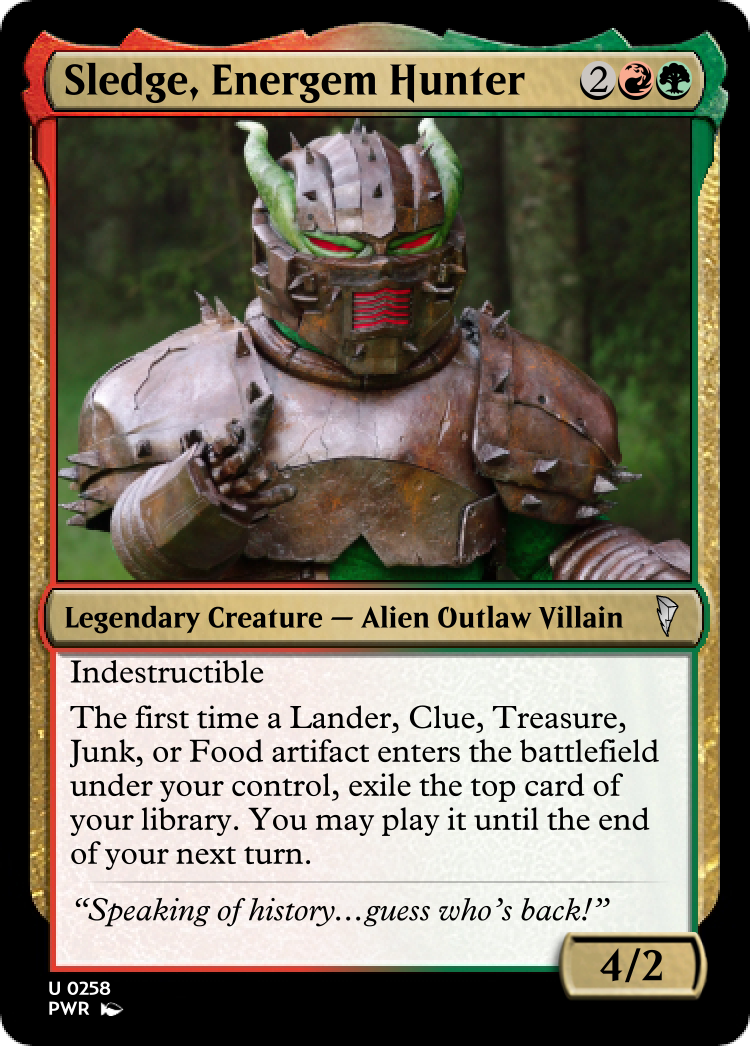 Sledge, Energem Hunter 2
Legendary Creature — Alien Outlaw Villain
Indestructible
The first time a Lander, Clue, Treasure,
Junk, or Food artifact enters the battlefield
under your control, exile the top card of
your library. You may play it until the end
of your next turn.
“Speaking of history…guess who’s back!”
4/2
U 0258
PWR